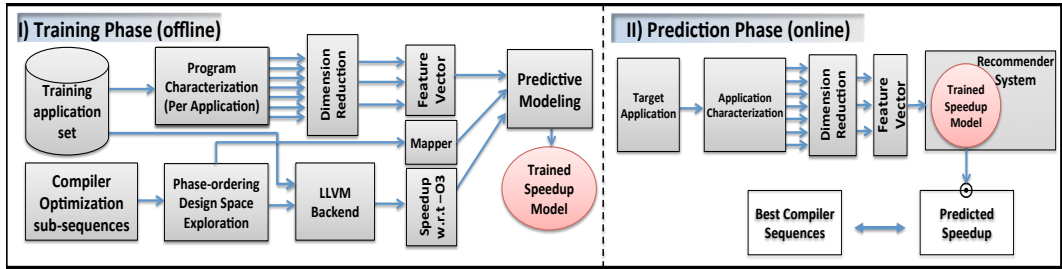 I) Training Phase (offline)
Training
application
set
Program
Characterization
(Per Application)
Dimension
Reduction
Feature
Vector
Predictive
Modeling
Mapper
Compiler
Optimization
sub-sequences
Phase-ordering
Design Space
Exploration
LLVM
Backend
Speedup
w.r.t –O3
Trained
Speedup
Model
II) Prediction Phase (online)
Target
Application
Application
Characterization
Dimension
Reduction
Feature
Vector
Recommender
System
Trained
Speedup
Model
Best Compiler
Sequences
Predicted
Speedup